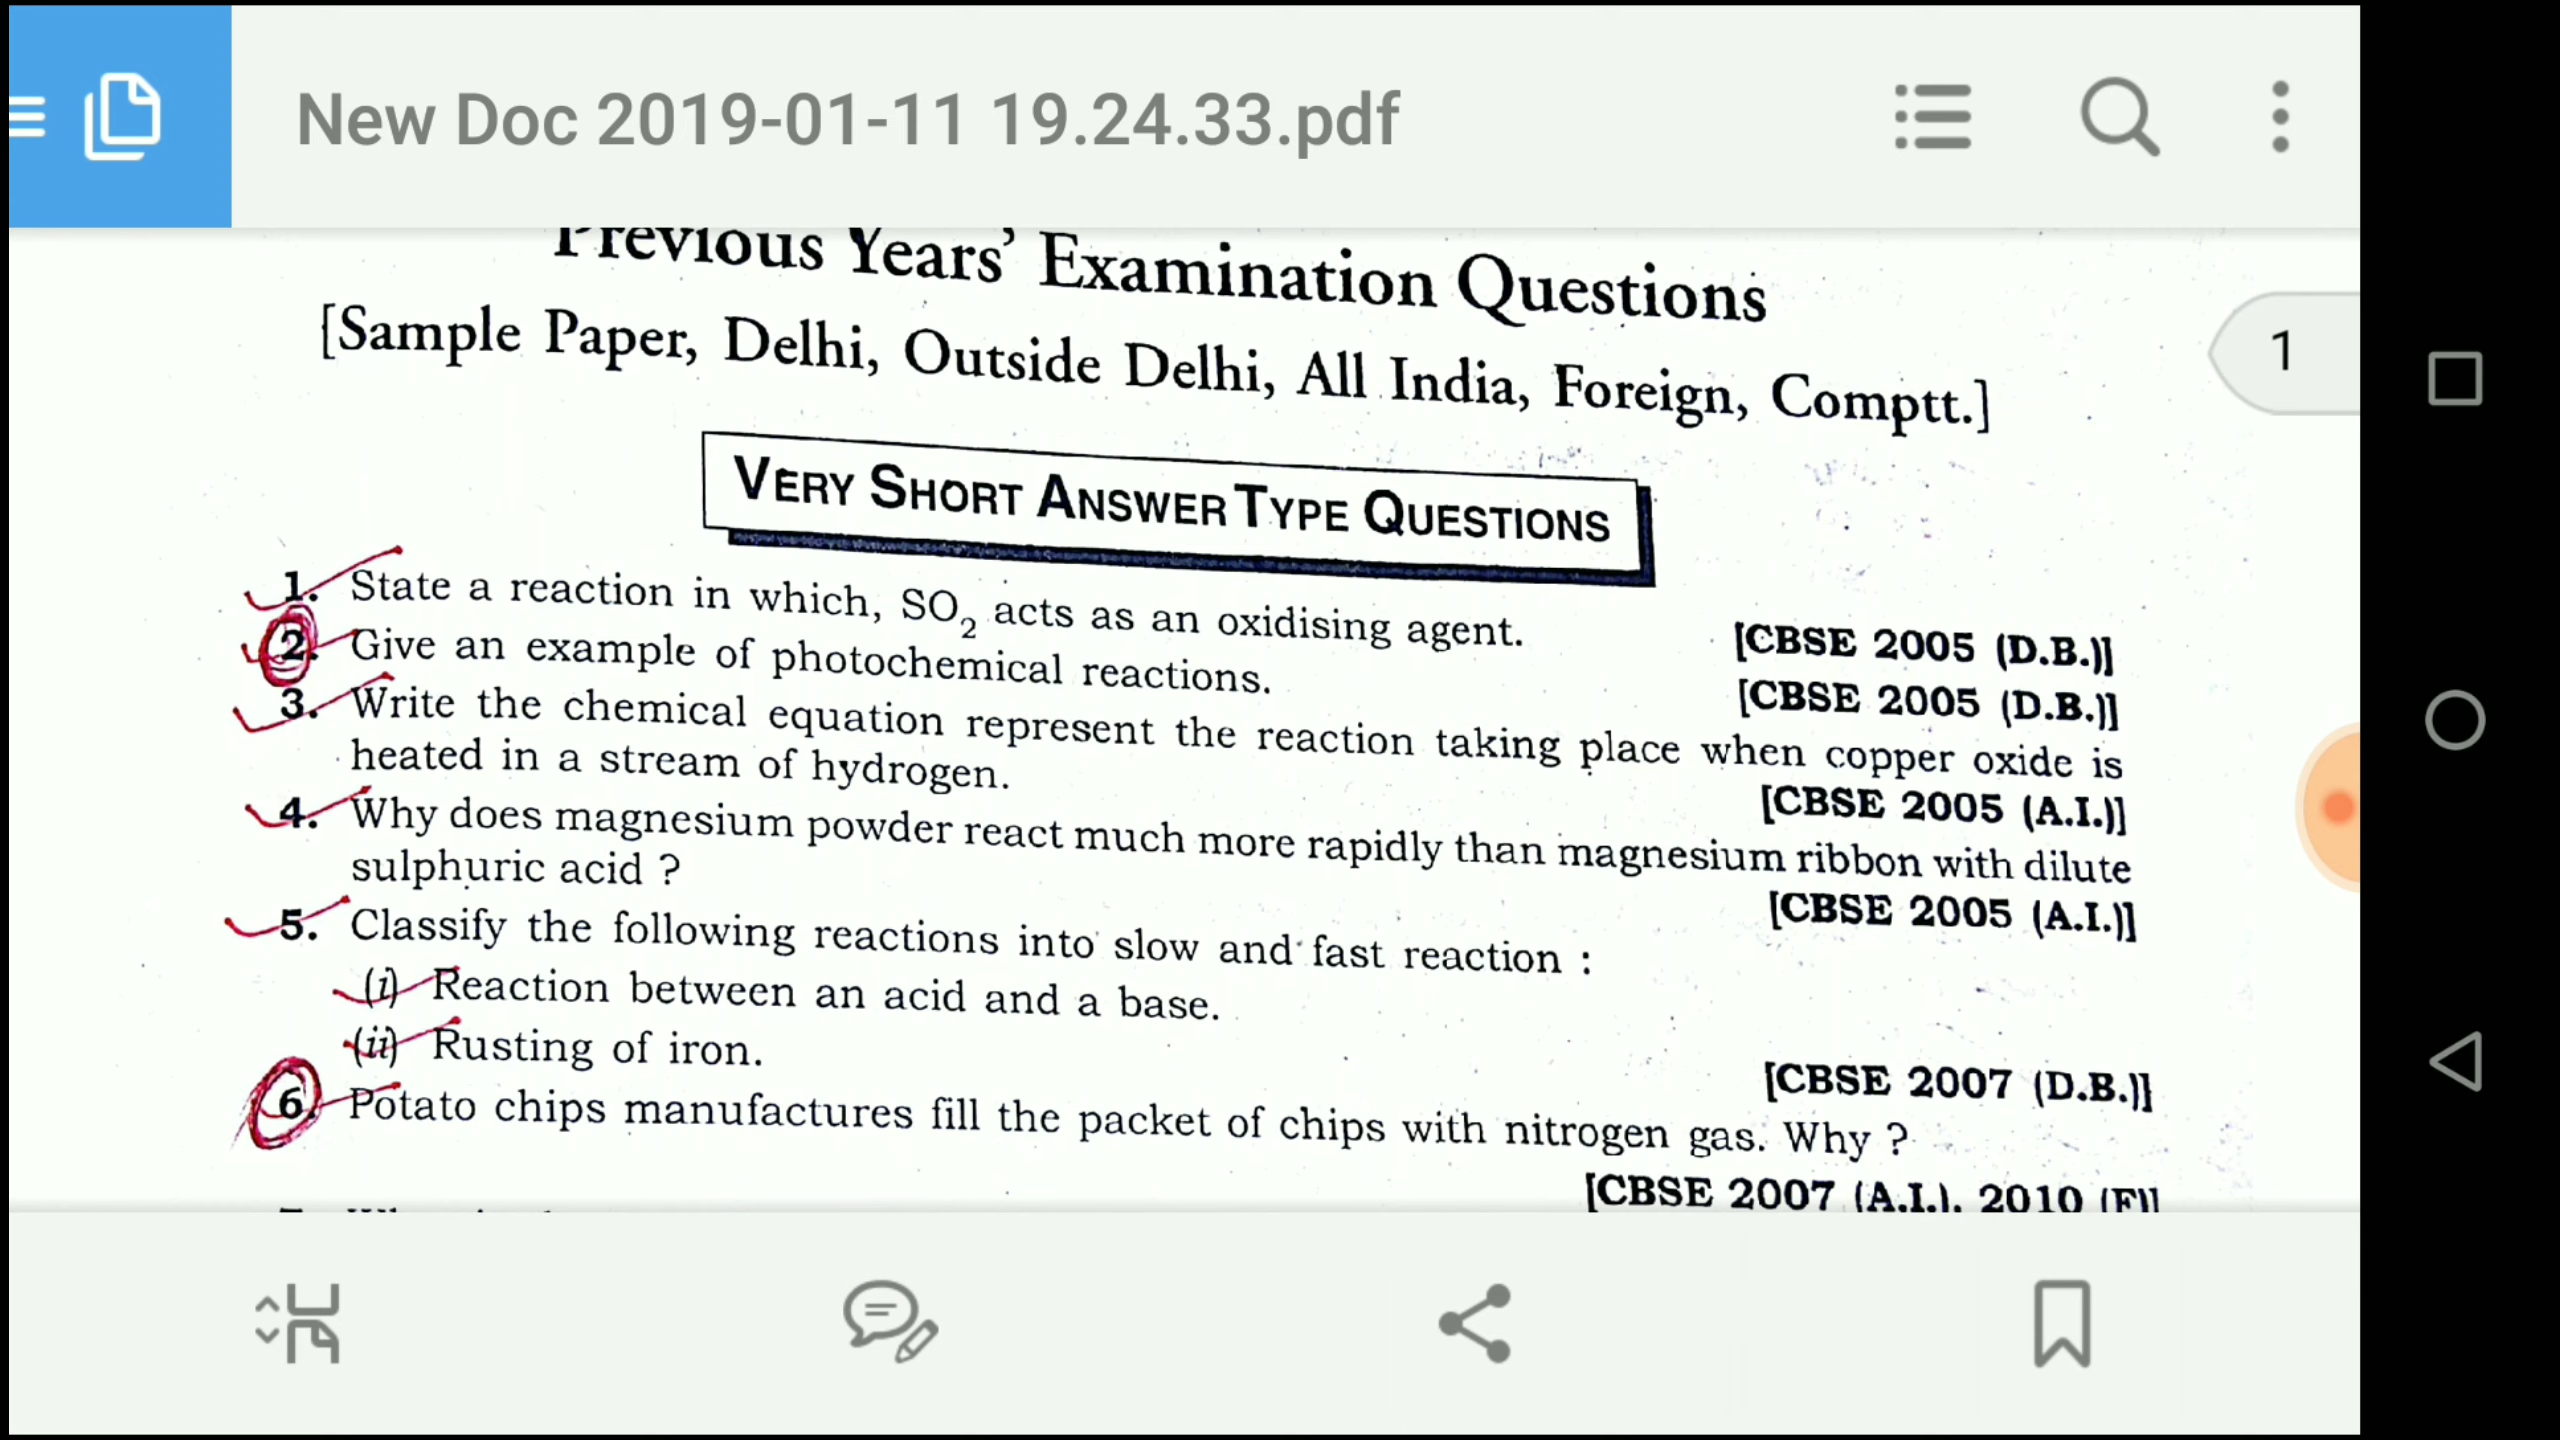 New Doc 2019-01-11 19.24.33.pdf
Previous Years' Examination Questions
1
[Sample Paper, Delhi, Outside Delhi, All India, Foreign, Comptt.]
VERY SHORT ANSWER TYPE QUESTIONS
1. State a reaction in which, SO2 acts as an oxidising agent. [CBSE 2005 (D.B.)]
2. Give an example of photochemical reactions. [CBSE 2005 (D.B.)]
3. Write the chemical equation represent the reaction taking place when copper oxide is
heated in a stream of hydrogen. [CBSE 2005 (A.I.)]
4. Why does magnesium powder react much more rapidly than magnesium ribbon with dilute
sulphuric acid ? [CBSE 2005 (A.I.)]
5. Classify the following reactions into slow and fast reaction :
(i) Reaction between an acid and a base.
(ii) Rusting of iron. [CBSE 2007 (D.B.)]
6. Potato chips manufactures fill the packet of chips with nitrogen gas. Why ?
[CBSE 2007 (A.I.), 2010 (F)]